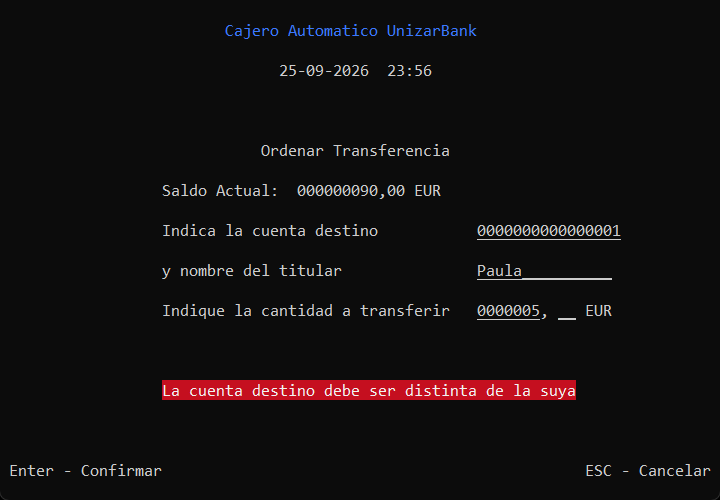 Cajero Automatico UnizarBank
25-09-2026  23:56
Ordenar Transferencia
Saldo Actual:  000000090,00 EUR
Indica la cuenta destino  0000000000000001
y nombre del titular  Paula__________
Indique la cantidad a transferir  0000005, __ EUR
La cuenta destino debe ser distinta de la suya
Enter - Confirmar  ESC - Cancelar